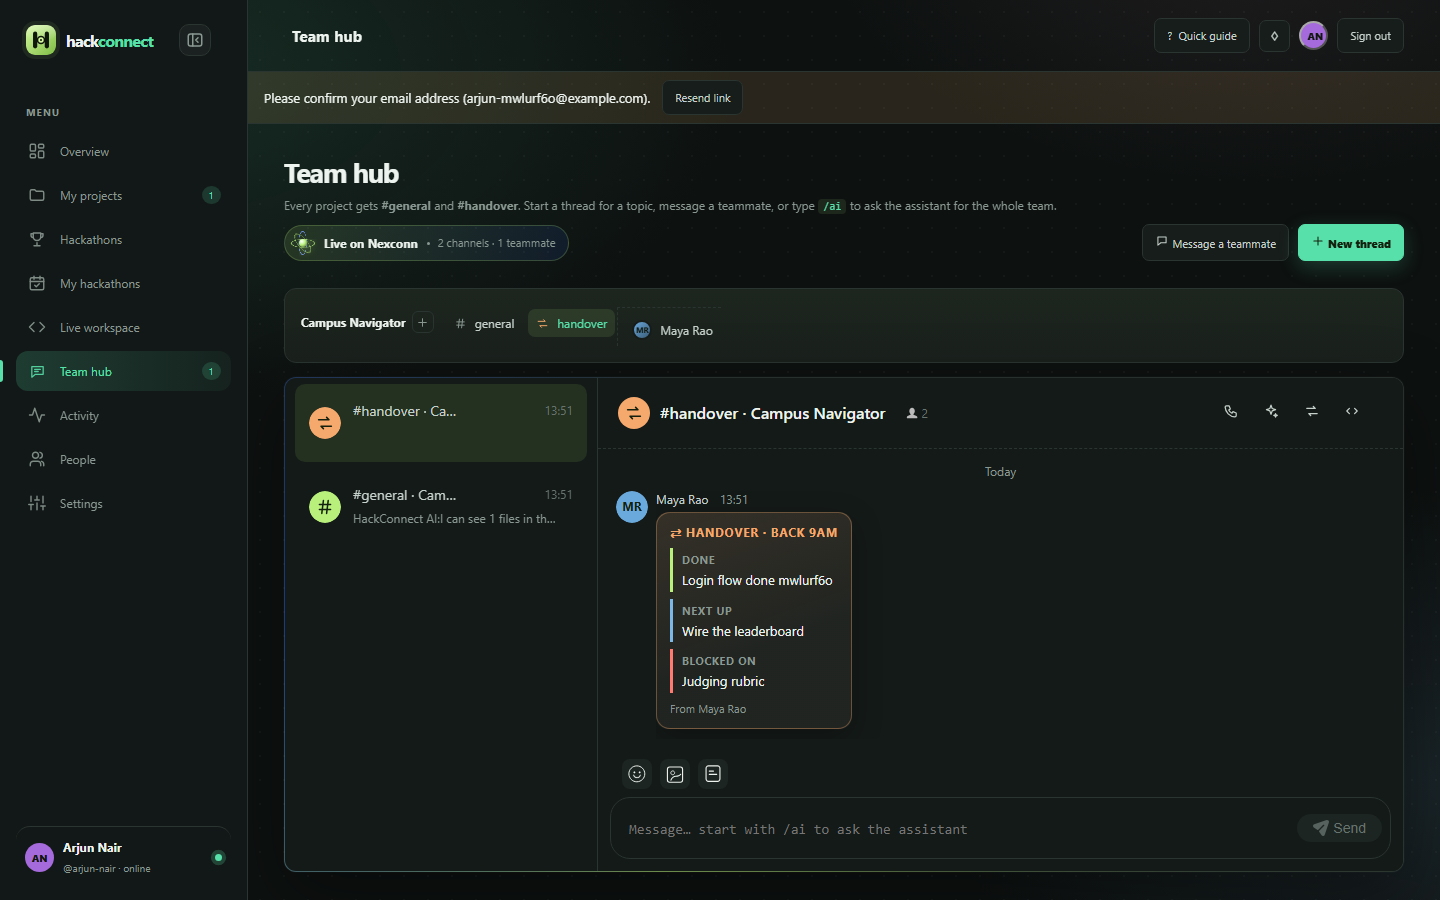 hackconnect
MENU
Overview
My projects 1
Hackathons
My hackathons
Live workspace
Team hub 1
Activity
People
Settings
AN
Arjun Nair
@arjun-nair · online
Team hub
? Quick guide
AN
Sign out
Please confirm your email address (arjun-mwlurf6o@example.com).
Resend link
Team hub
Every project gets #general and #handover. Start a thread for a topic, message a teammate, or type /ai to ask the assistant for the whole team.
Live on Nexconn • 2 channels · 1 teammate
Message a teammate
+ New thread
Campus Navigator +
# general
handover
MR Maya Rao
#handover · Ca... 13:51
# #general · Cam... 13:51
HackConnect AI:I can see 1 files in th...
#handover · Campus Navigator 2
Today
MR Maya Rao 13:51
HANDOVER · BACK 9AM
DONE
Login flow done mwlurf6o
NEXT UP
Wire the leaderboard
BLOCKED ON
Judging rubric
From Maya Rao
Message… start with /ai to ask the assistant
Send